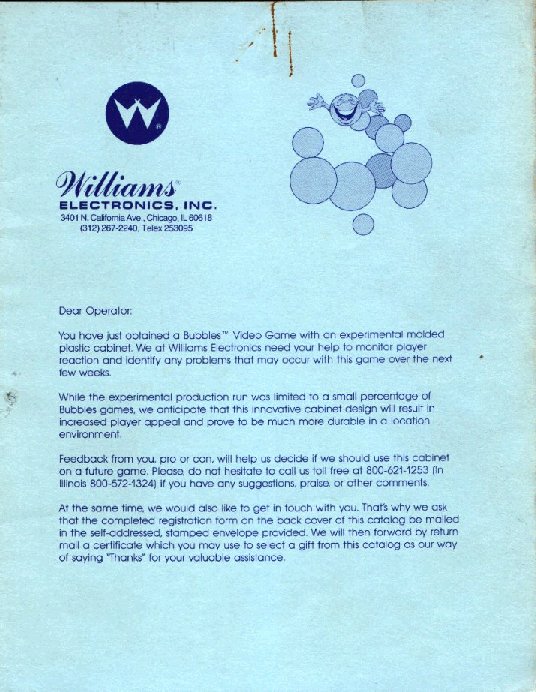 W
®
Williams™
ELECTRONICS, INC.
3401 N. California Ave., Chicago, IL 60618
(312) 267-2240, Telex 253095
Dear Operator:
You have just obtained a Bubbles™ Video Game with an experimental molded
plastic cabinet. We at Williams Electronics need your help to monitor player
reaction and identify any problems that may occur with this game over the next
few weeks.
While the experimental production run was limited to a small percentage of
Bubbles games, we anticipate that this innovative cabinet design will result in
increased player appeal and prove to be much more durable in a location
environment.
Feedback from you, pro or con, will help us decide if we should use this cabinet
on a future game. Please, do not hesitate to call us toll free at 800-621-1253 (In
Illinois 800-572-1324) if you have any suggestions, praise, or other comments.
At the same time, we would also like to get in touch with you. That's why we ask
that the completed registration form on the back cover of this catalog be mailed
in the self-addressed, stamped envelope provided. We will then forward by return
mail a certificate which you may use to select a gift from this catalog as our way
of saying "Thanks" for your valuable assistance.